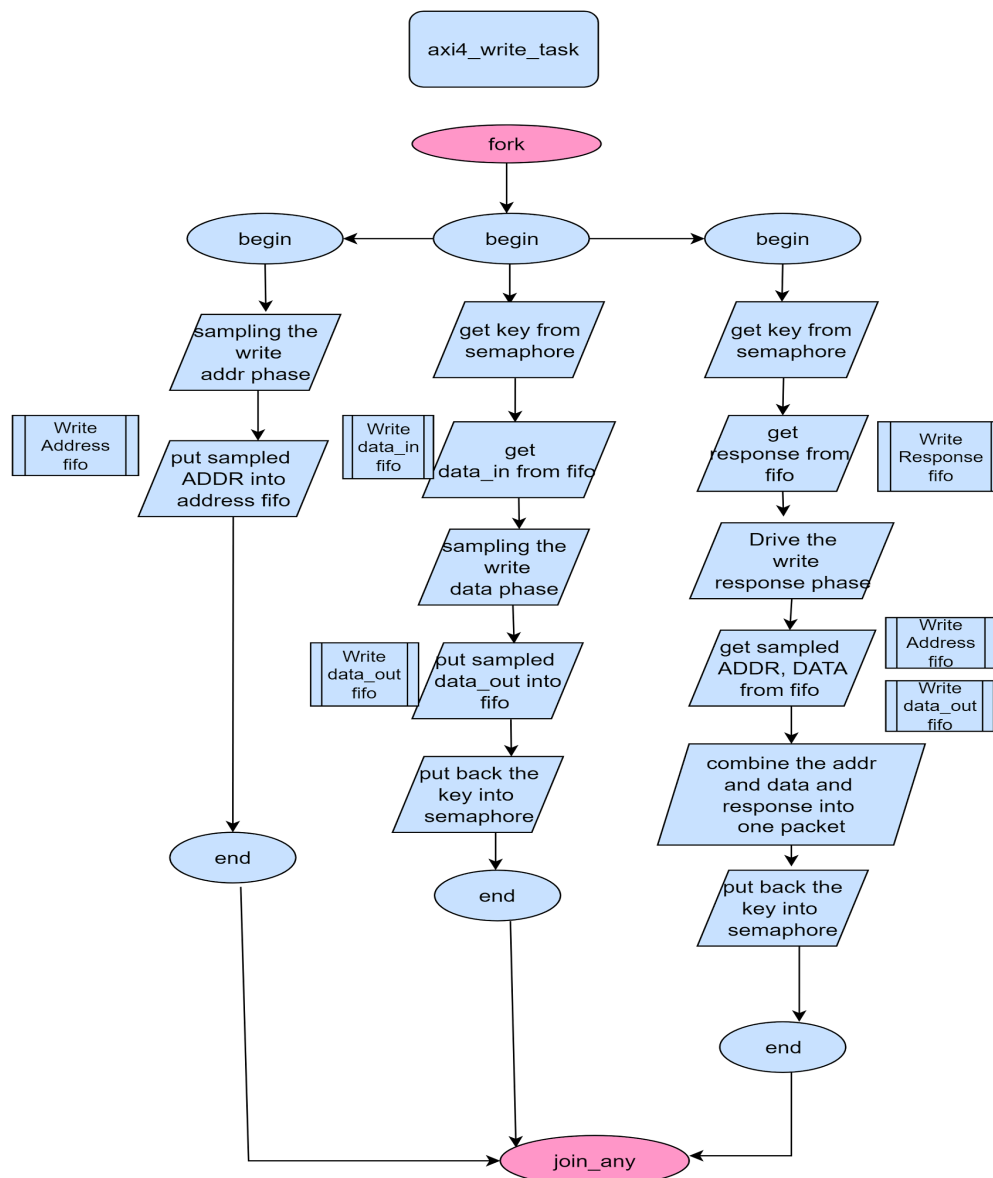 axi4_write_task
fork
begin
begin
begin
sampling the
write
addr phase
Write
Address
fifo
put sampled
ADDR into
address fifo
end
get key from
semaphore
Write
data_in
fifo
get
data_in from fifo
sampling the
write
data phase
Write
data_out
fifo
put sampled
data_out into
fifo
put back the
key into
semaphore
end
get key from
semaphore
get
response from
fifo
Write
Response
fifo
Drive the
write
response phase
get sampled
ADDR, DATA
from fifo
Write
Address
fifo
Write
data_out
fifo
combine the addr
and data and
response into
one packet
put back the
key into
semaphore
end
join_any